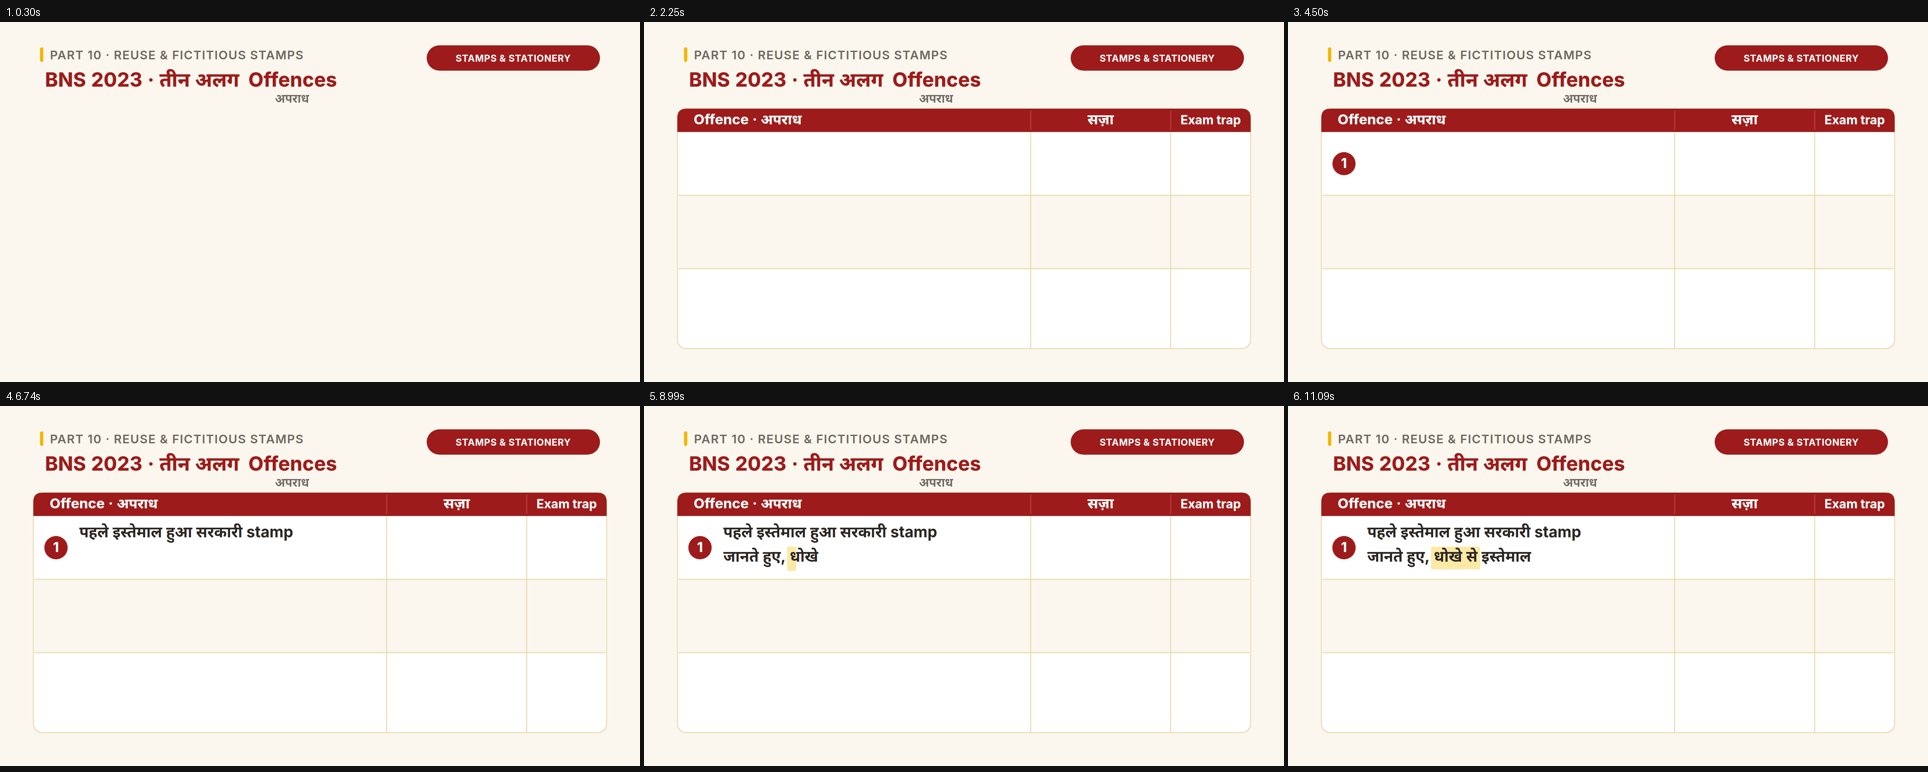 1. 0.30s
PART 10 · REUSE & FICTITIOUS STAMPS
STAMPS & STATIONERY
BNS 2023 · तीन अलग Offences
अपराध
2. 2.25s
PART 10 · REUSE & FICTITIOUS STAMPS
STAMPS & STATIONERY
BNS 2023 · तीन अलग Offences
अपराध
Offence · अपराध सज़ा Exam trap
3. 4.50s
PART 10 · REUSE & FICTITIOUS STAMPS
STAMPS & STATIONERY
BNS 2023 · तीन अलग Offences
अपराध
Offence · अपराध सज़ा Exam trap
1
4. 6.74s
PART 10 · REUSE & FICTITIOUS STAMPS
STAMPS & STATIONERY
BNS 2023 · तीन अलग Offences
अपराध
Offence · अपराध सज़ा Exam trap
1 पहले इस्तेमाल हुआ सरकारी stamp
5. 8.99s
PART 10 · REUSE & FICTITIOUS STAMPS
STAMPS & STATIONERY
BNS 2023 · तीन अलग Offences
अपराध
Offence · अपराध सज़ा Exam trap
1 पहले इस्तेमाल हुआ सरकारी stamp
जानते हुए, धोखे
6. 11.09s
PART 10 · REUSE & FICTITIOUS STAMPS
STAMPS & STATIONERY
BNS 2023 · तीन अलग Offences
अपराध
Offence · अपराध सज़ा Exam trap
1 पहले इस्तेमाल हुआ सरकारी stamp
जानते हुए, धोखे से इस्तेमाल